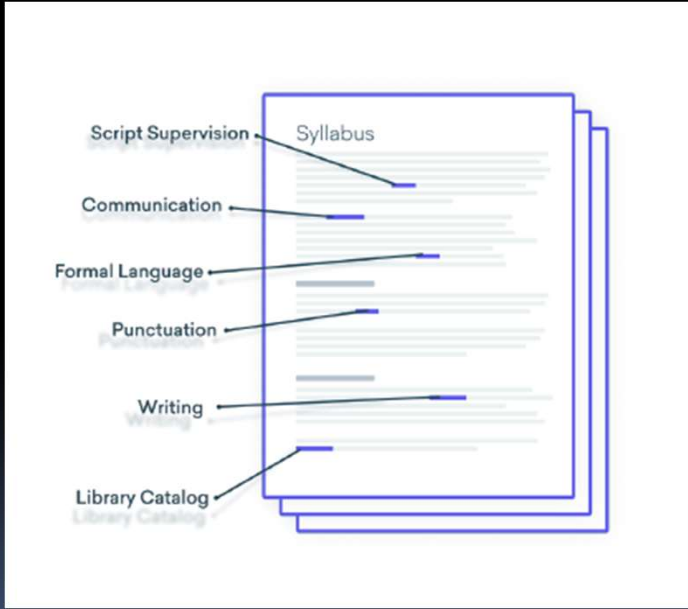 Script Supervision
Syllabus
Communication
Formal Language
Punctuation
Writing
Library Catalog